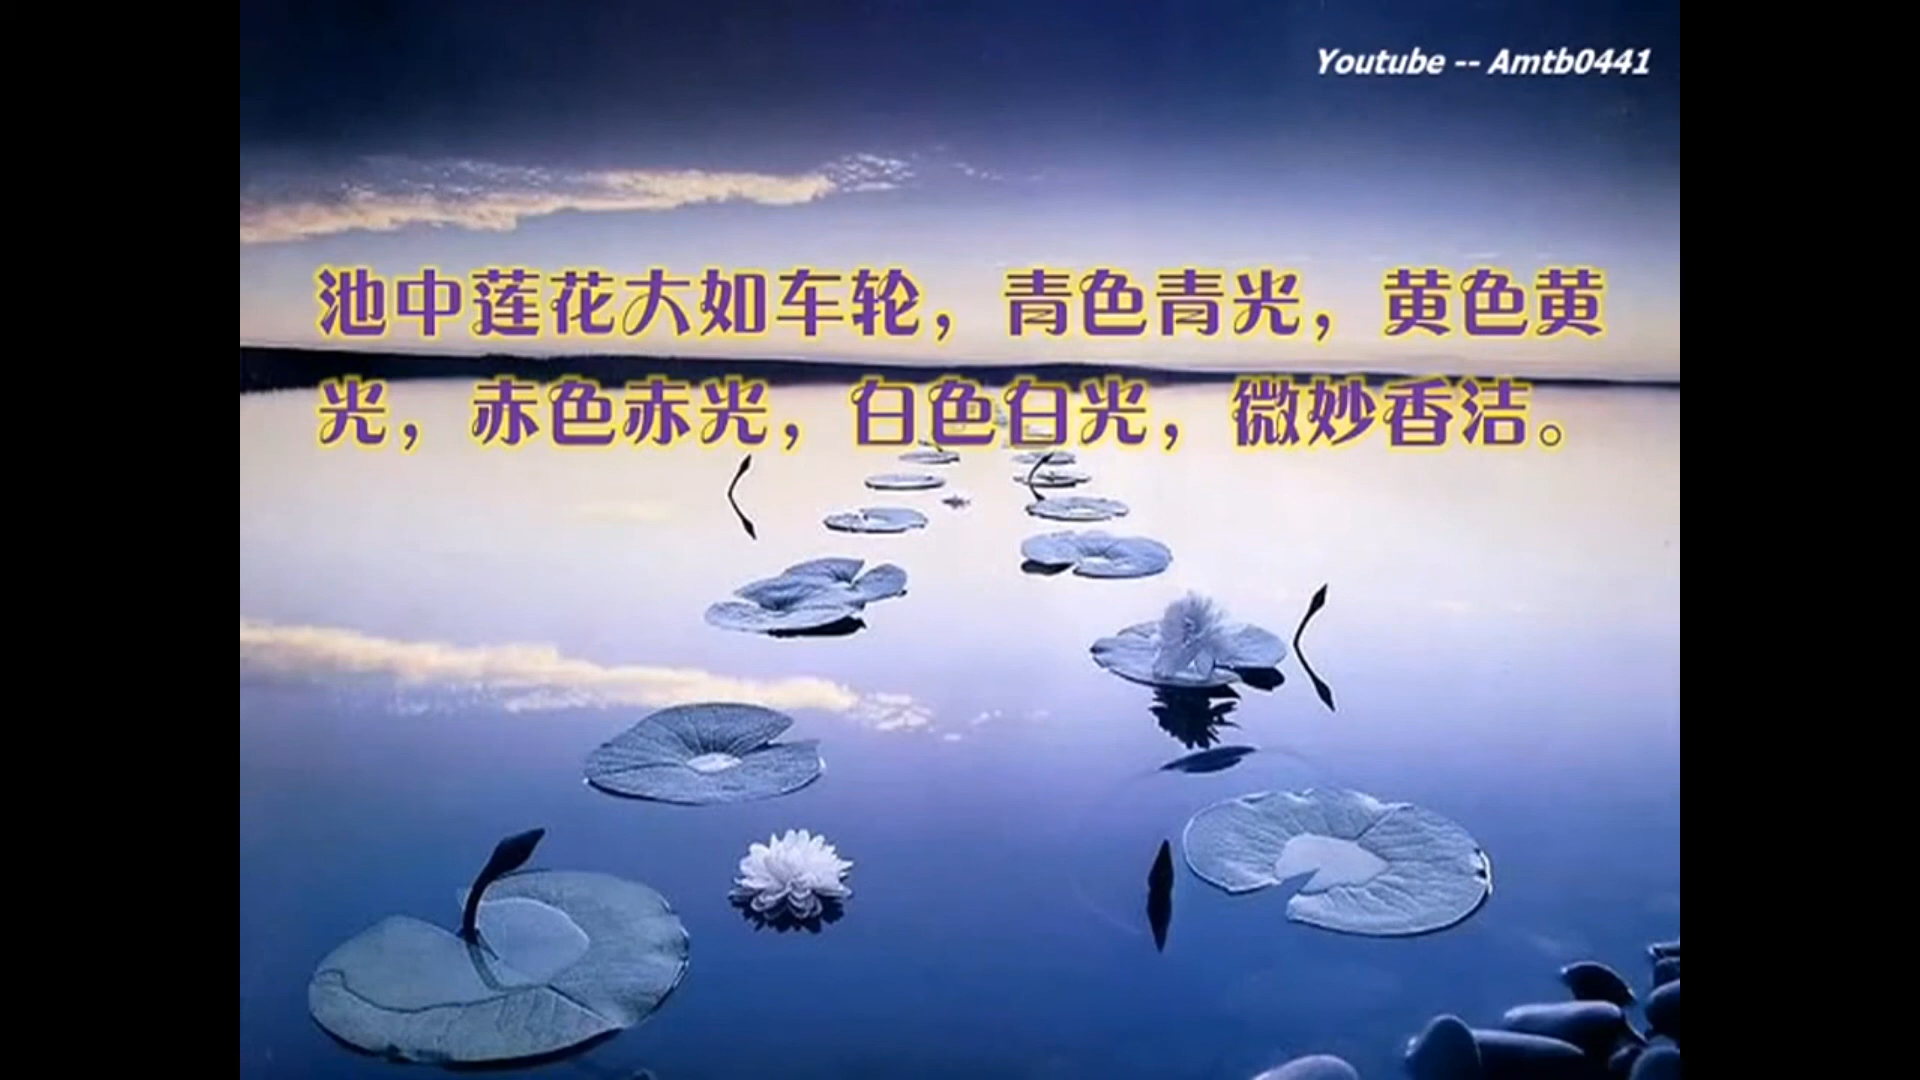 Youtube -- Amtb0441
池中莲花大如车轮，青色青光，黄色黄
光，赤色赤光，白色白光，微妙香洁。